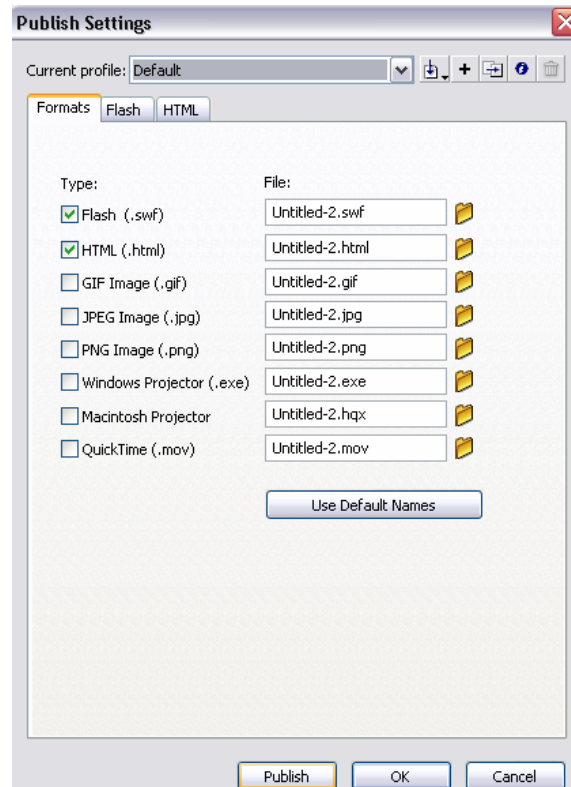 Publish Settings
Current profile: Default
Formats Flash HTML
Type: File:
Flash (.swf) Untitled-2.swf
HTML (.html) Untitled-2.html
GIF Image (.gif) Untitled-2.gif
JPEG Image (.jpg) Untitled-2.jpg
PNG Image (.png) Untitled-2.png
Windows Projector (.exe) Untitled-2.exe
Macintosh Projector Untitled-2.hqx
QuickTime (.mov) Untitled-2.mov
Use Default Names
Publish OK Cancel